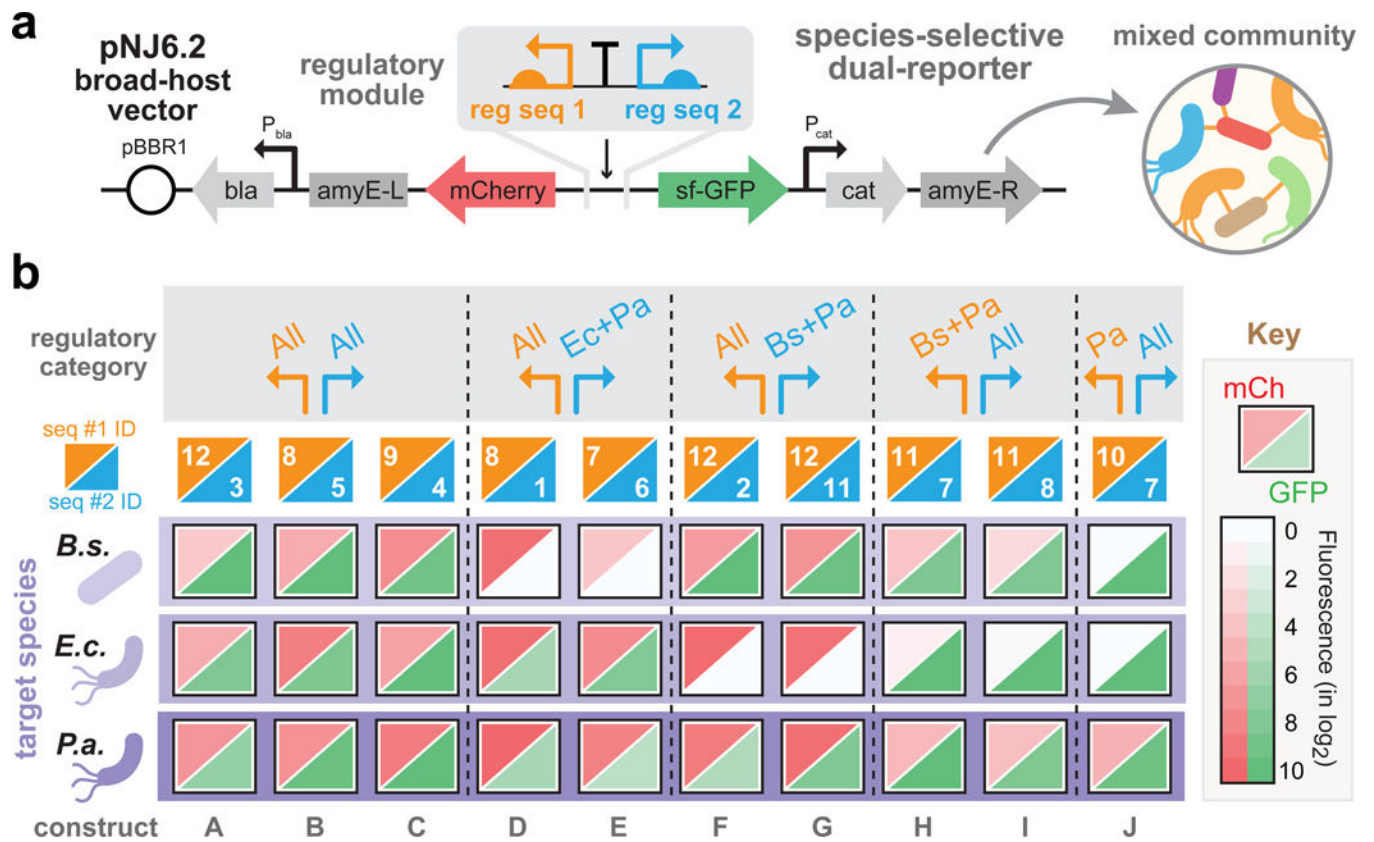 a
pNJ6.2
broad-host
vector
pBBR1
regulatory
module
reg seq 1
reg seq 2
species-selective
dual-reporter
mixed community
Pbla
Pcat
bla
amyE-L
mCherry
sf-GFP
cat
amyE-R
b
regulatory
category
All All
All Ec+Pa
All Bs+Pa
Bs+Pa All
Pa All
Key
mCh
GFP
seq #1 ID
seq #2 ID
12 3
8 5
9 4
8 1
7 6
12 2
12 11
11 7
11 8
10 7
target species
B.s.
E.c.
P.a.
0
2
4
6
8
10
Fluorescence (in log2)
construct A B C D E F G H I J